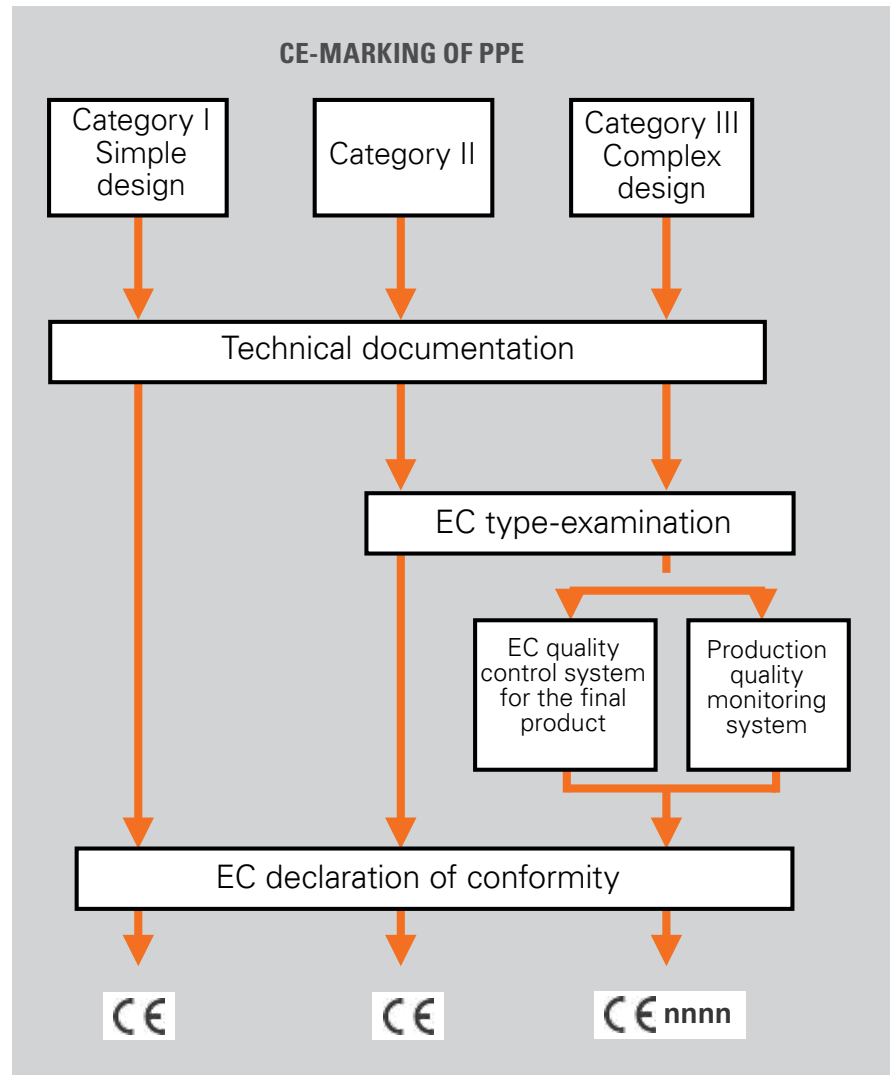 CE-MARKING OF PPE
Category I
Simple
design
Category II
Category III
Complex
design
Technical documentation
EC type-examination
EC quality
control system
for the final
product
Production
quality
monitoring
system
EC declaration of conformity
CE
CE
CE nnnn